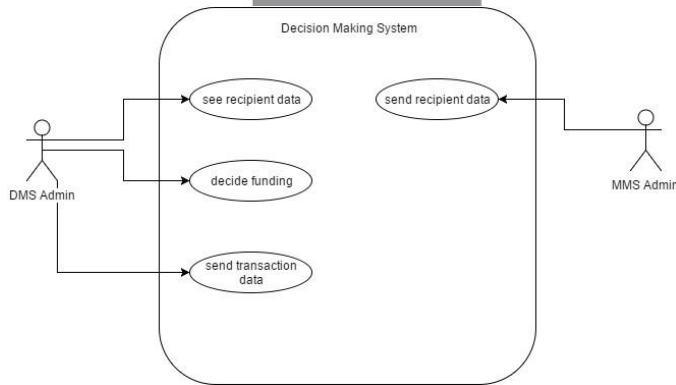 Decision Making System
see recipient data
send recipient data
decide funding
DMS Admin
MMS Admin
send transaction
data